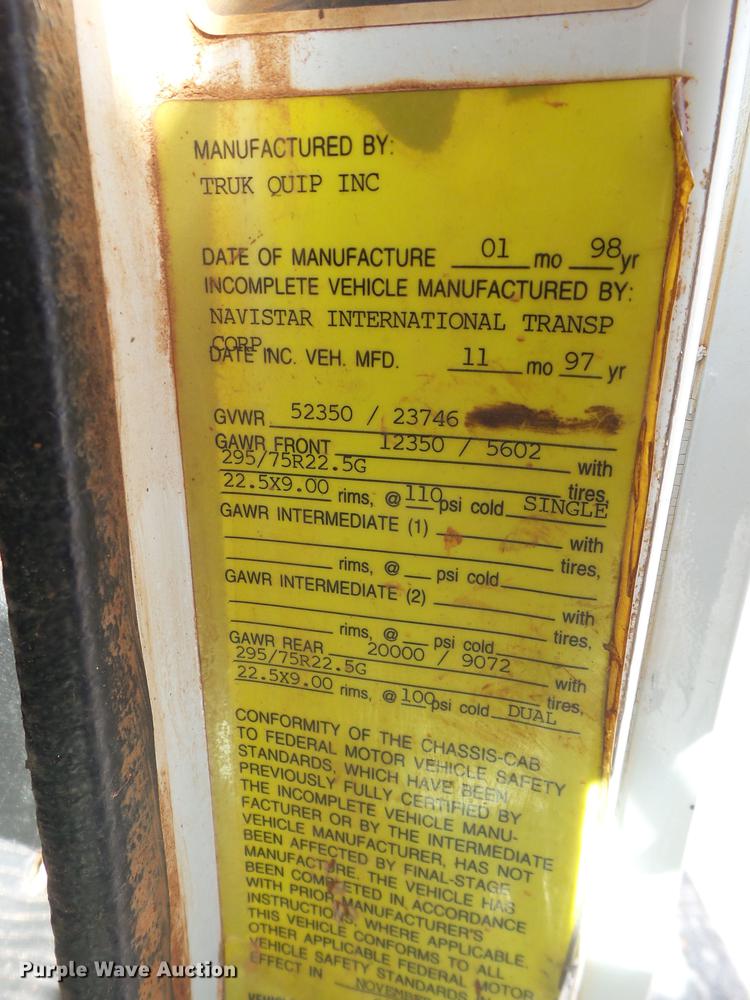 MANUFACTURED BY:
TRUK QUIP INC
DATE OF MANUFACTURE 01 mo 98 yr
INCOMPLETE VEHICLE MANUFACTURED BY:
NAVISTAR INTERNATIONAL TRANSP
CORP.
DATE INC. VEH. MFD. 11 mo 97 yr
GVWR 52350 / 23746
GAWR FRONT 12350 / 5602 with
295/75R22.5G tires,
22.5X9.00 rims, @ 110 psi cold SINGLE
GAWR INTERMEDIATE (1) with
tires,
rims, @ psi cold
GAWR INTERMEDIATE (2) with
tires,
rims, @ psi cold
GAWR REAR 20000 / 9072 with
295/75R22.5G tires,
22.5X9.00 rims, @ 100 psi cold DUAL
CONFORMITY OF THE CHASSIS-CAB
TO FEDERAL MOTOR VEHICLE SAFETY
STANDARDS, WHICH HAVE BEEN
PREVIOUSLY FULLY CERTIFIED BY
THE INCOMPLETE VEHICLE MANU-
FACTURER OR BY THE INTERMEDIATE
VEHICLE MANUFACTURER, HAS NOT
BEEN AFFECTED BY FINAL-STAGE
MANUFACTURE. THE VEHICLE HAS
BEEN COMPLETED IN ACCORDANCE
WITH PRIOR MANUFACTURER'S
INSTRUCTIONS, WHERE APPLICABLE.
THIS VEHICLE CONFORMS TO ALL
OTHER APPLICABLE FEDERAL MOTOR
VEHICLE SAFETY STANDARDS
EFFECT IN NOVEMBER
Purple Wave Auction